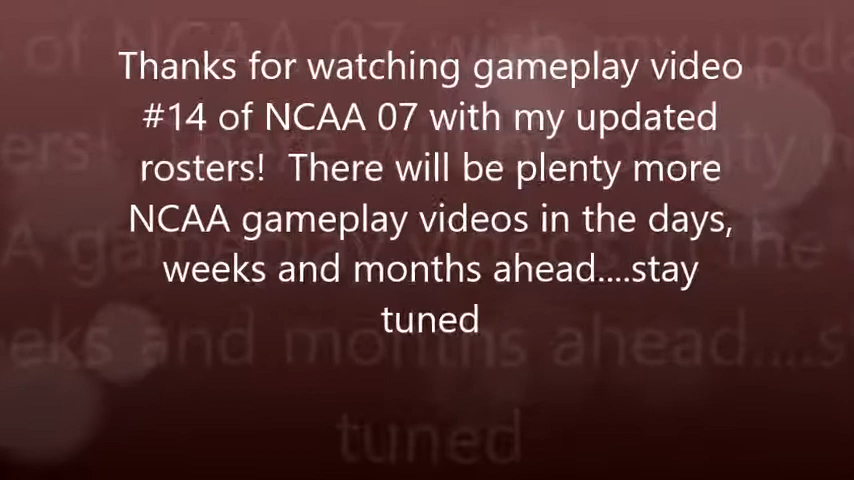 Thanks for watching gameplay video
#14 of NCAA 07 with my updated
rosters!  There will be plenty more
NCAA gameplay videos in the days,
weeks and months ahead....stay
tuned